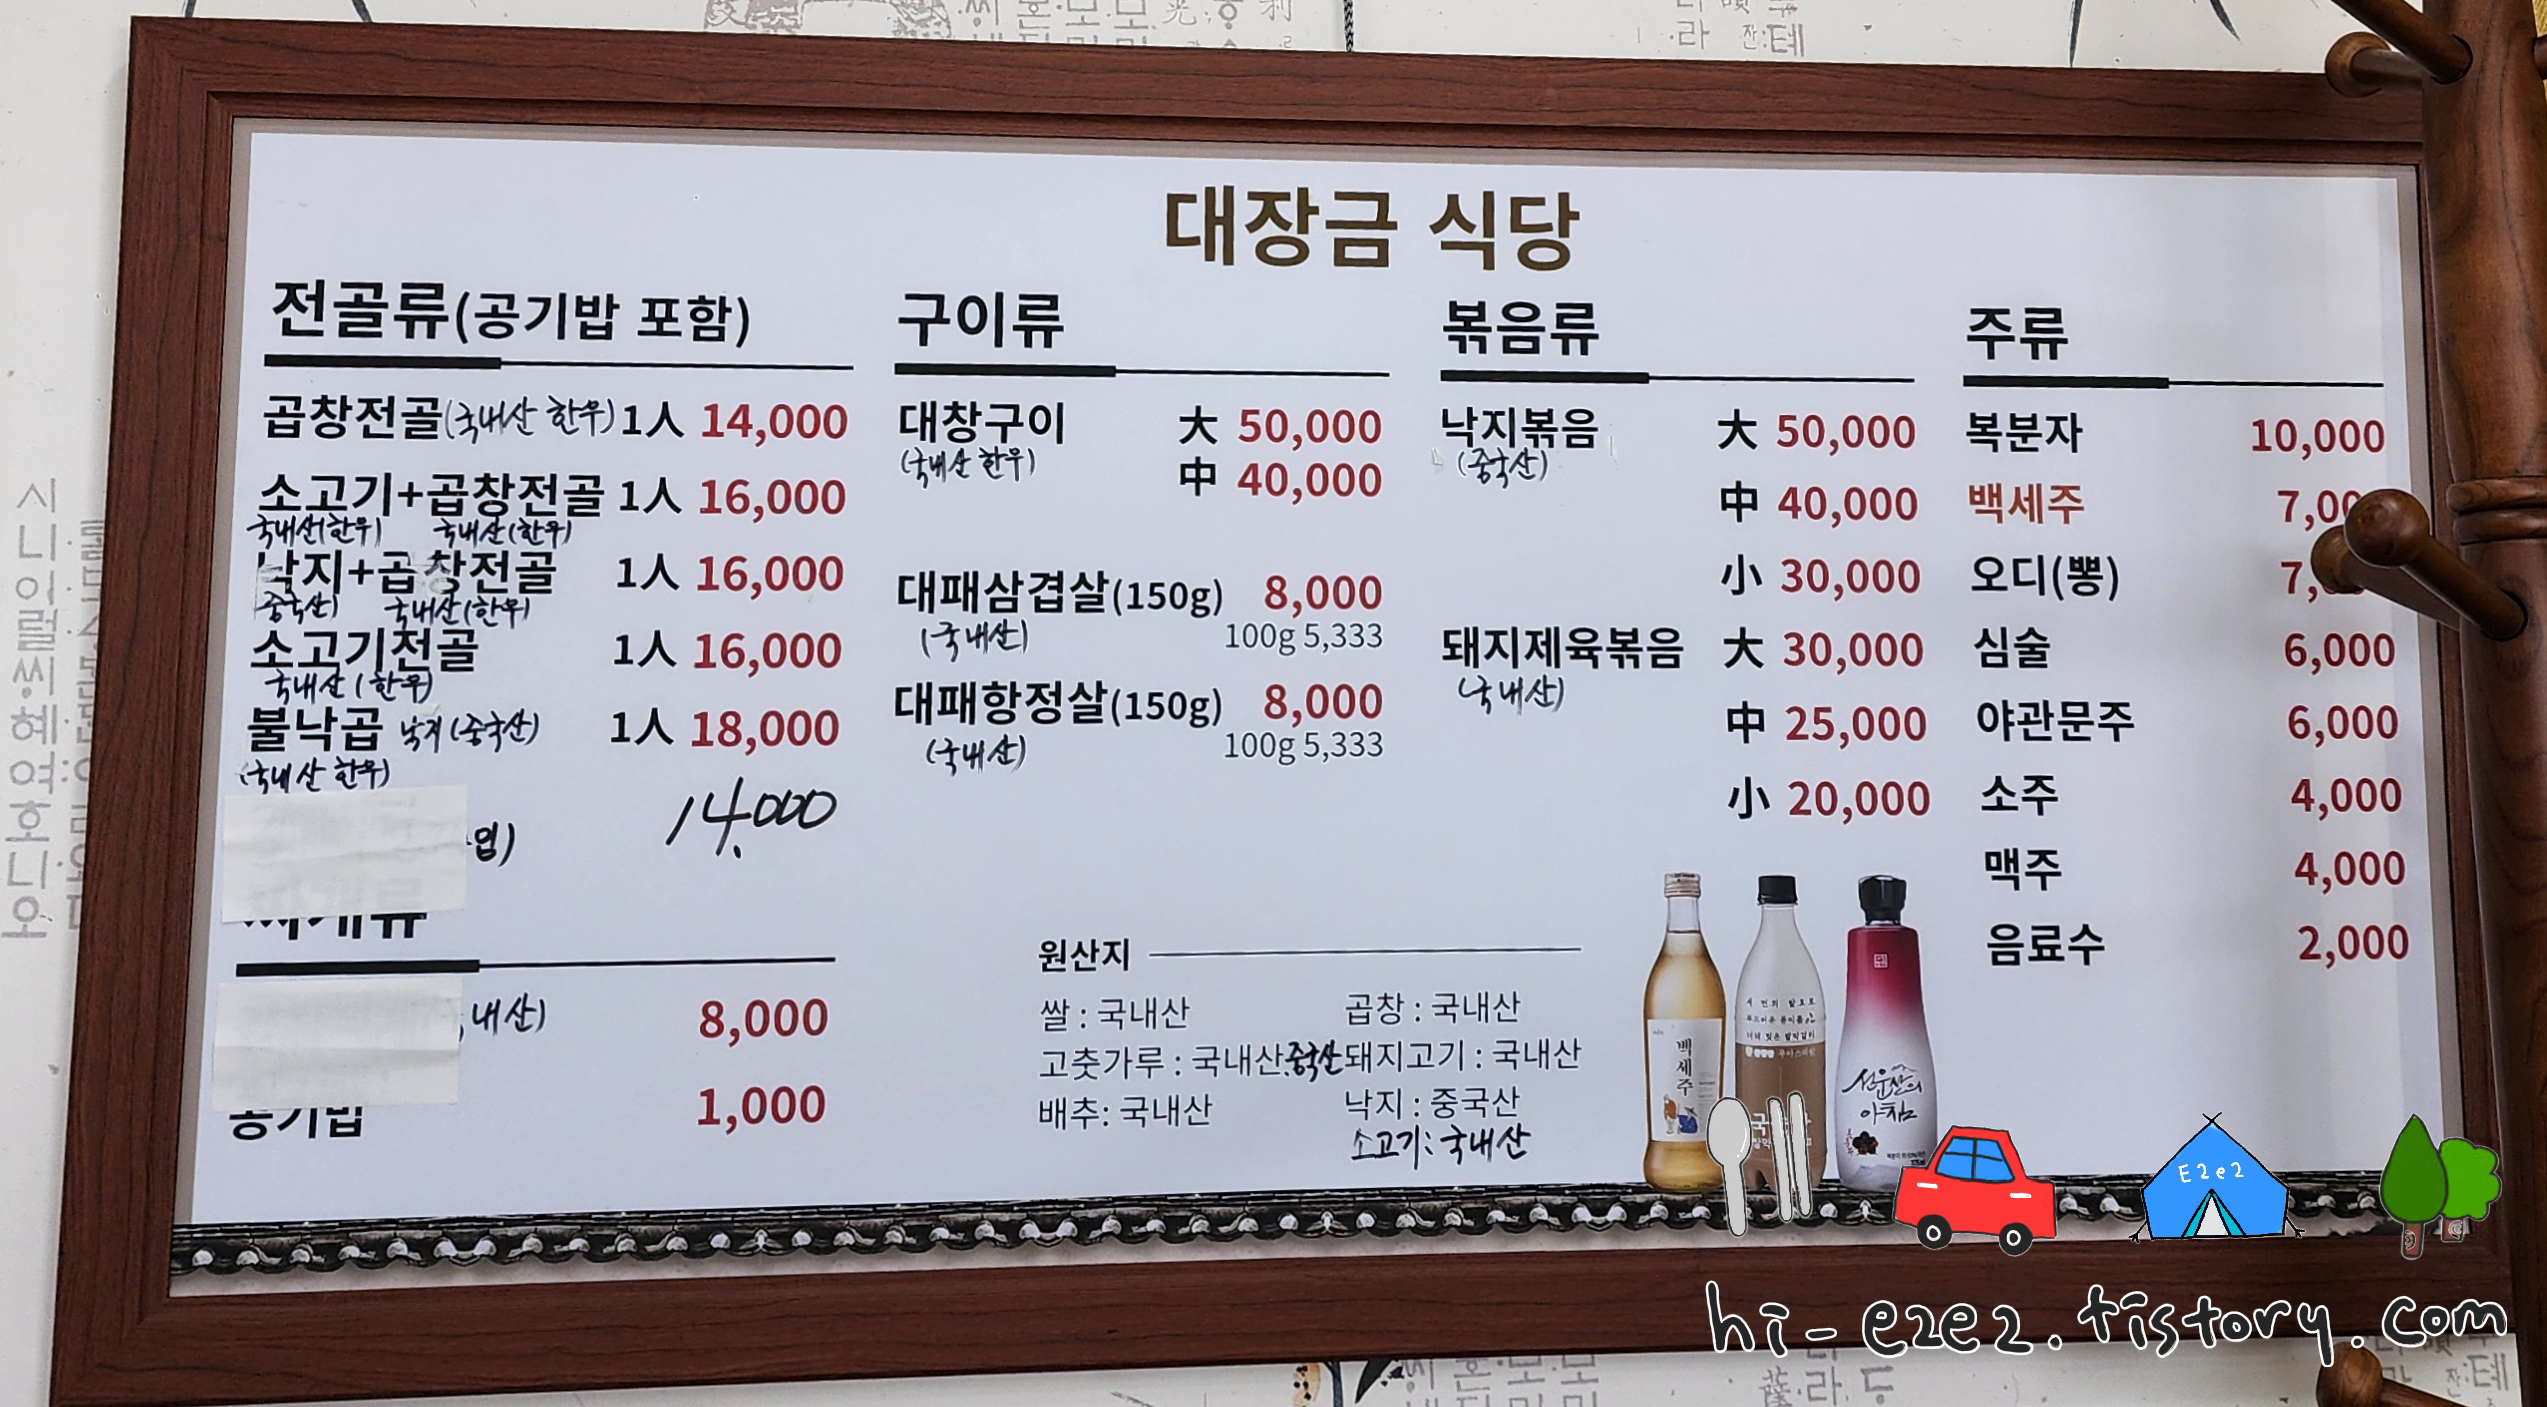 대장금 식당
전골류(공기밥 포함)
곱창전골(국내산 한우) 1人 14,000
소고기+곱창전골 1人 16,000
국내산(한우) 국내산(한우)
낙지+곱창전골 1人 16,000
중국산) 국내산(한우)
소고기전골 1人 16,000
국내산(한우)
불낙곱 낙지(중국산) 1人 18,000
(국내산 한우)
14,000
찌개류
내산) 8,000
공기밥 1,000
구이류
대창구이 大 50,000
(국내산 한우) 中 40,000
대패삼겹살(150g) 8,000
(국내산) 100g 5,333
대패항정살(150g) 8,000
(국내산) 100g 5,333
볶음류
낙지볶음 大 50,000
(중국산)
中 40,000
小 30,000
돼지제육볶음 大 30,000
(국내산)
中 25,000
小 20,000
주류
복분자 10,000
백세주
오디(뽕)
심술 6,000
야관문주 6,000
소주 4,000
맥주 4,000
음료수 2,000
원산지
쌀 : 국내산 곱창 : 국내산
고춧가루 : 국내산.중국산 돼지고기 : 국내산
배추: 국내산 낙지 : 중국산
소고기: 국내산
백세주
선운산의
아침
E2e2
hi-e2e2.tistory.com